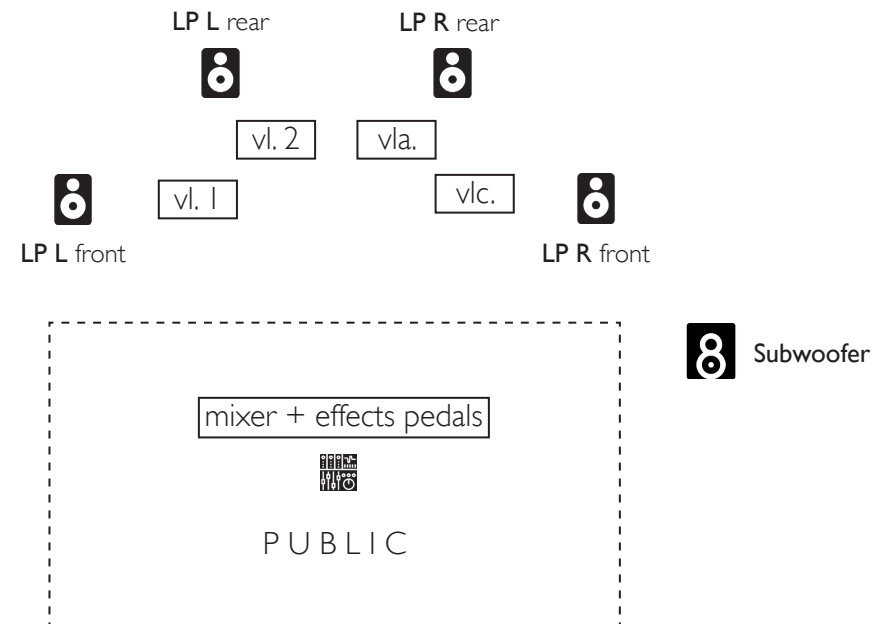 LP L rear
LP R rear
vl. 2
vla.
vl. 1
vlc.
LP L front
LP R front
Subwoofer
mixer + effects pedals
PUBLIC